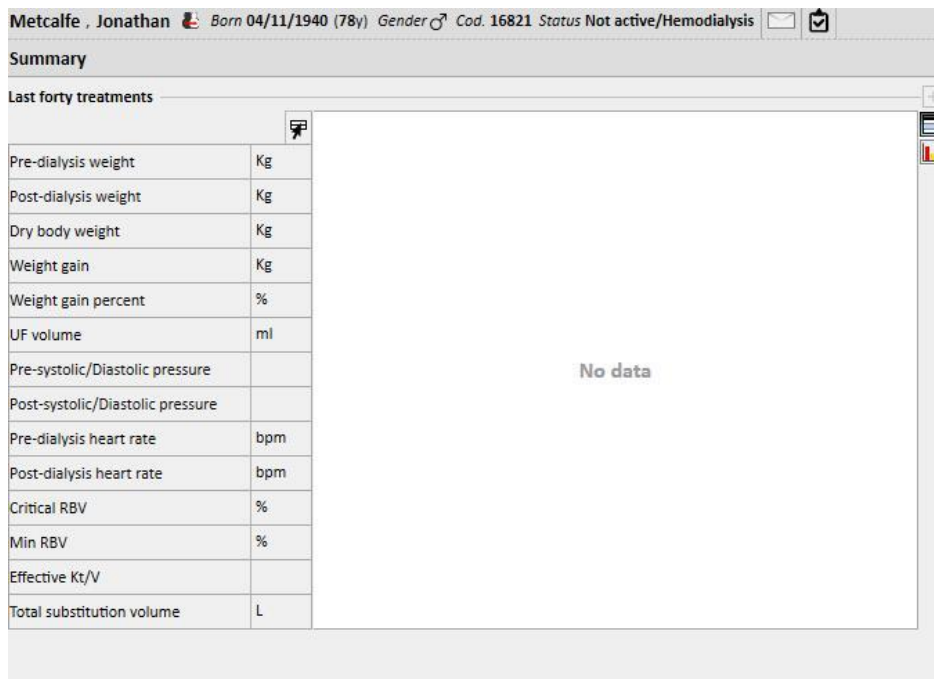 Metcalfe , Jonathan Born 04/11/1940 (78y) Gender Cod. 16821 Status Not active/Hemodialysis
Summary
Last forty treatments
Pre-dialysis weight Kg
Post-dialysis weight Kg
Dry body weight Kg
Weight gain Kg
Weight gain percent %
UF volume ml
Pre-systolic/Diastolic pressure
No data
Post-systolic/Diastolic pressure
Pre-dialysis heart rate bpm
Post-dialysis heart rate bpm
Critical RBV %
Min RBV %
Effective Kt/V
Total substitution volume L